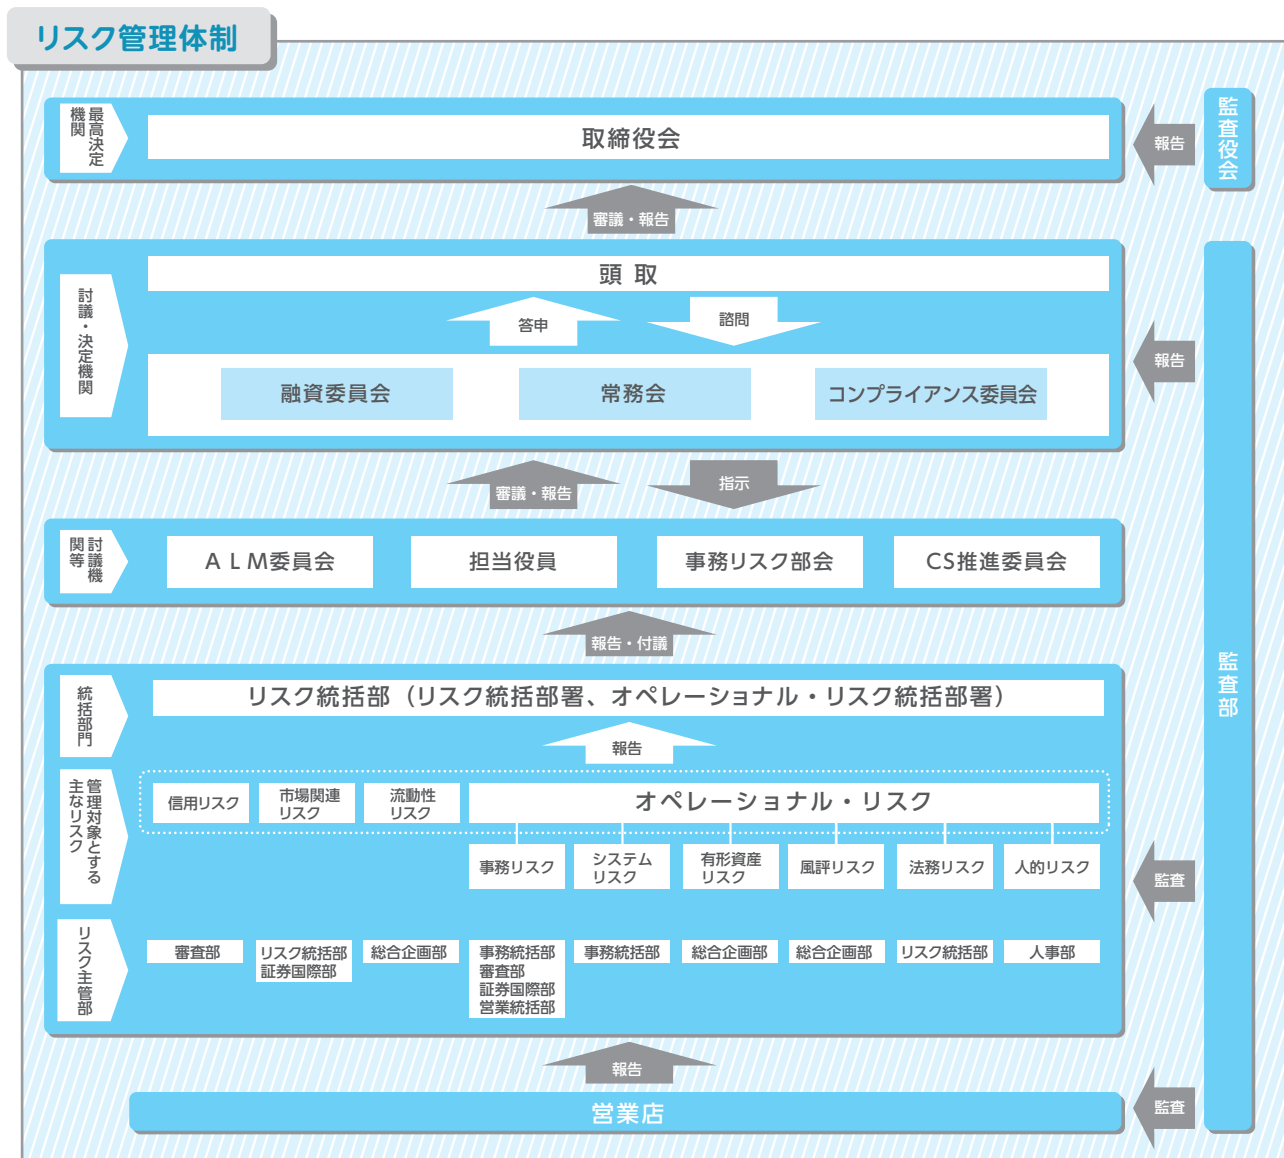 リスク管理体制
最高決定
機関
取締役会
報告
監査役会
審議・報告
討議・決定機関
頭 取
答申
諮問
融資委員会
常務会
コンプライアンス委員会
報告
審議・報告
指示
討議機
関等
ＡＬＭ委員会
担当役員
事務リスク部会
CS推進委員会
報告・付議
監査部
統括部門
リスク統括部（リスク統括部署、オペレーショナル・リスク統括部署）
報告
管理対象とする
主なリスク
信用リスク
市場関連
リスク
流動性
リスク
オペレーショナル・リスク
事務リスク
システム
リスク
有形資産
リスク
風評リスク
法務リスク
人的リスク
監査
リスク主管部
審査部
リスク統括部
証券国際部
総合企画部
事務統括部
審査部
証券国際部
営業統括部
事務統括部
総合企画部
総合企画部
リスク統括部
人事部
報告
営業店
監査